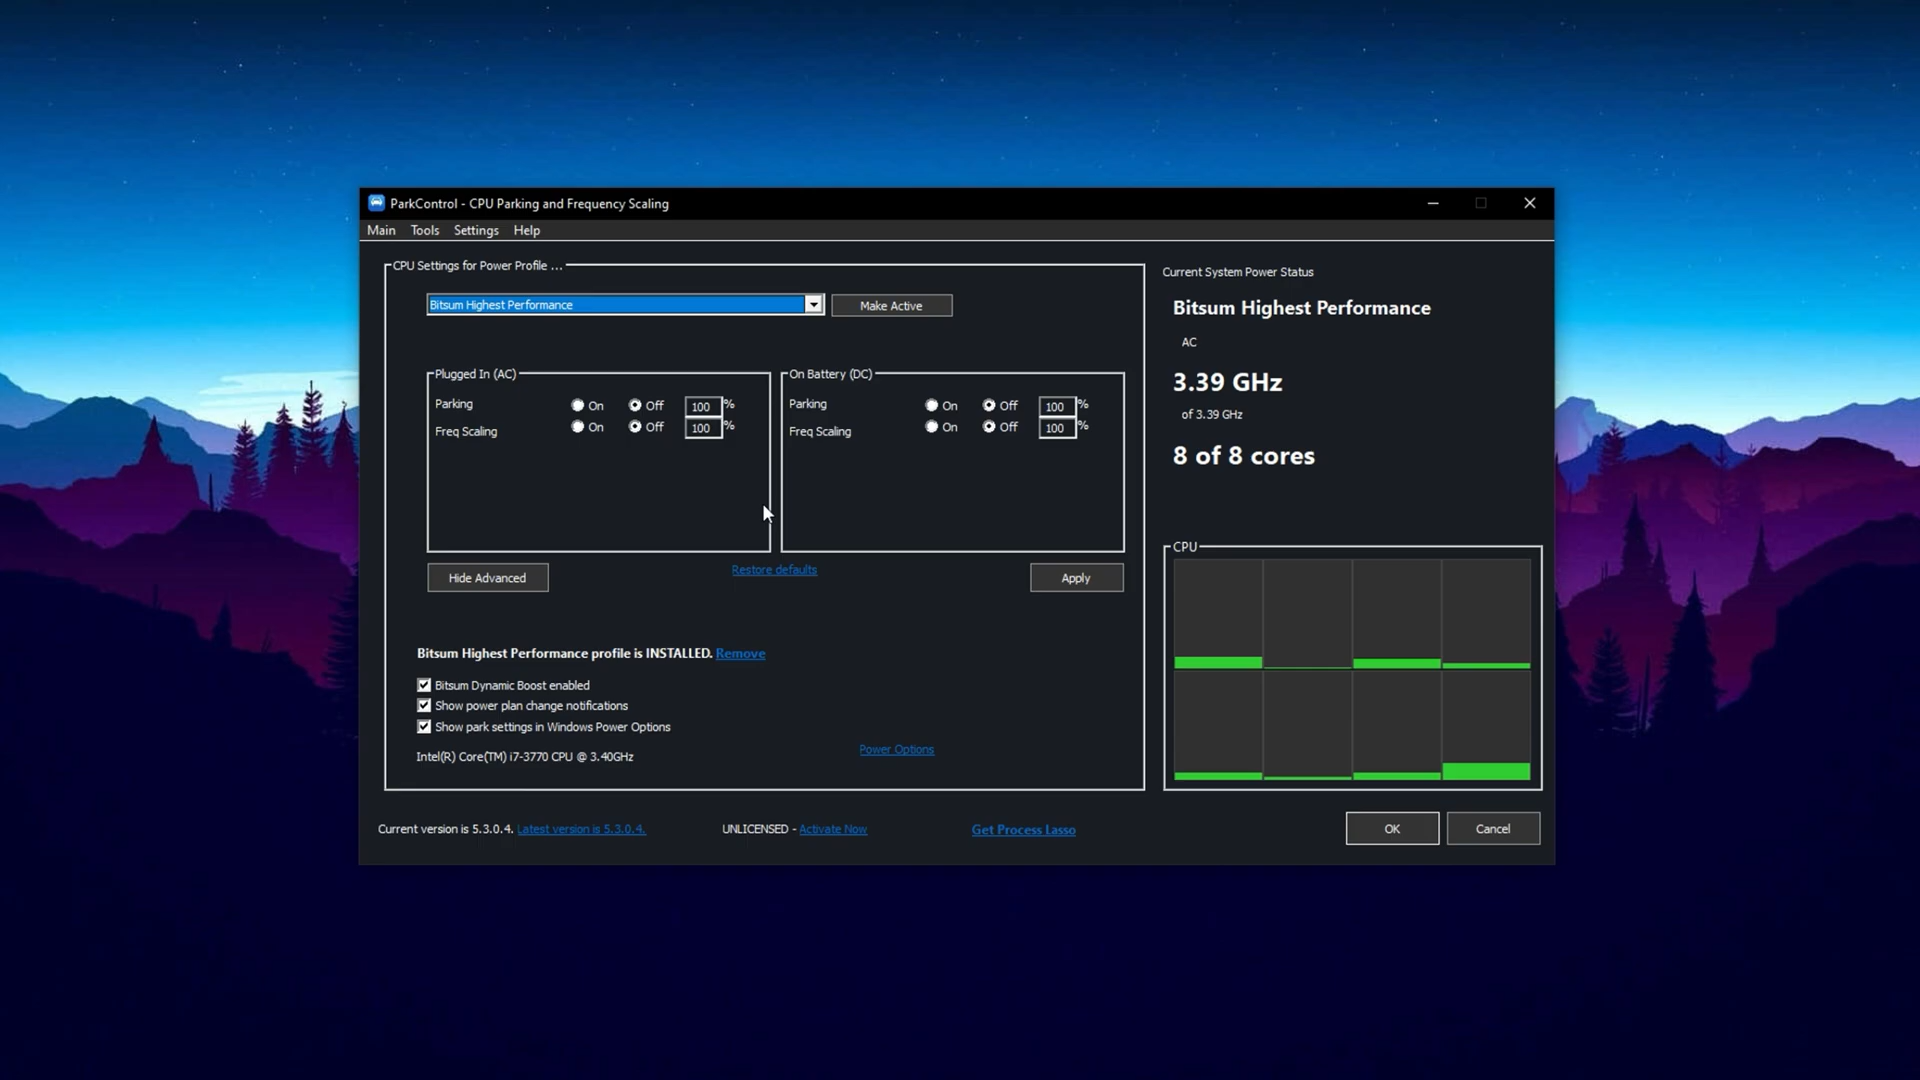 ParkControl - CPU Parking and Frequency Scaling
Main Tools Settings Help
CPU Settings for Power Profile ...
Bitsum Highest Performance
Make Active
Plugged In (AC)
Parking On Off 100 %
Freq Scaling On Off 100 %
On Battery (DC)
Parking On Off 100 %
Freq Scaling On Off 100 %
Hide Advanced
Restore defaults
Apply
Bitsum Highest Performance profile is INSTALLED. Remove
Bitsum Dynamic Boost enabled
Show power plan change notifications
Show park settings in Windows Power Options
Intel(R) Core(TM) i7-3770 CPU @ 3.40GHz
Power Options
Current System Power Status
Bitsum Highest Performance
AC
3.39 GHz
of 3.39 GHz
8 of 8 cores
CPU
Current version is 5.3.0.4. Latest version is 5.3.0.4.
UNLICENSED - Activate Now
Get Process Lasso
OK
Cancel